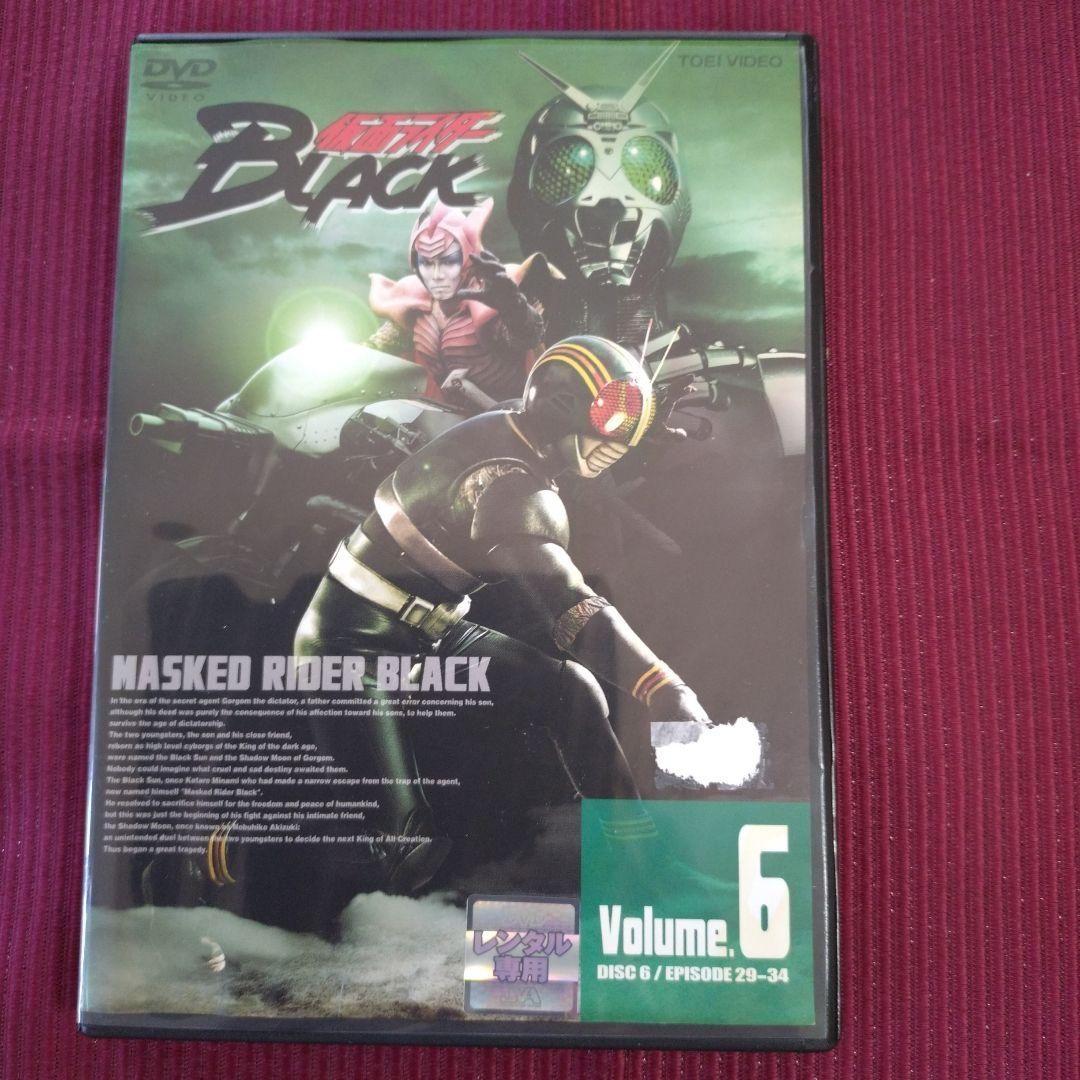 DVD
VIDEO
TOEI VIDEO
仮面ライダー
BLACK
MASKED RIDER BLACK
In the era of the secret agent Gorgom the dictator, a father committed a great error concerning his son,
although his deed was purely the consequence of his affection toward his sons, to help them.
survive the age of dictatorship.
The two youngsters, the son and his close friend,
reborn as high level cyborgs of the King of the dark age,
were named the Black Sun and the Shadow Moon of Gorgom.
Nobody could imagine what cruel and sad destiny awaited them.
The Black Sun, once Kotaro Minami who had made a narrow escape from the trap of the agent,
now named himself "Masked Rider Black".
He resolved to sacrifice himself for the freedom and peace of humankind,
but this was just the beginning of his fight against his intimate friend,
the Shadow Moon, once known by Nobuhiko Akizuki:
an unintended duel between the two youngsters to decide the next King of All Creation.
Thus began a great tragedy.
レンタル
専用
Volume.6
DISC 6 / EPISODE 29-34